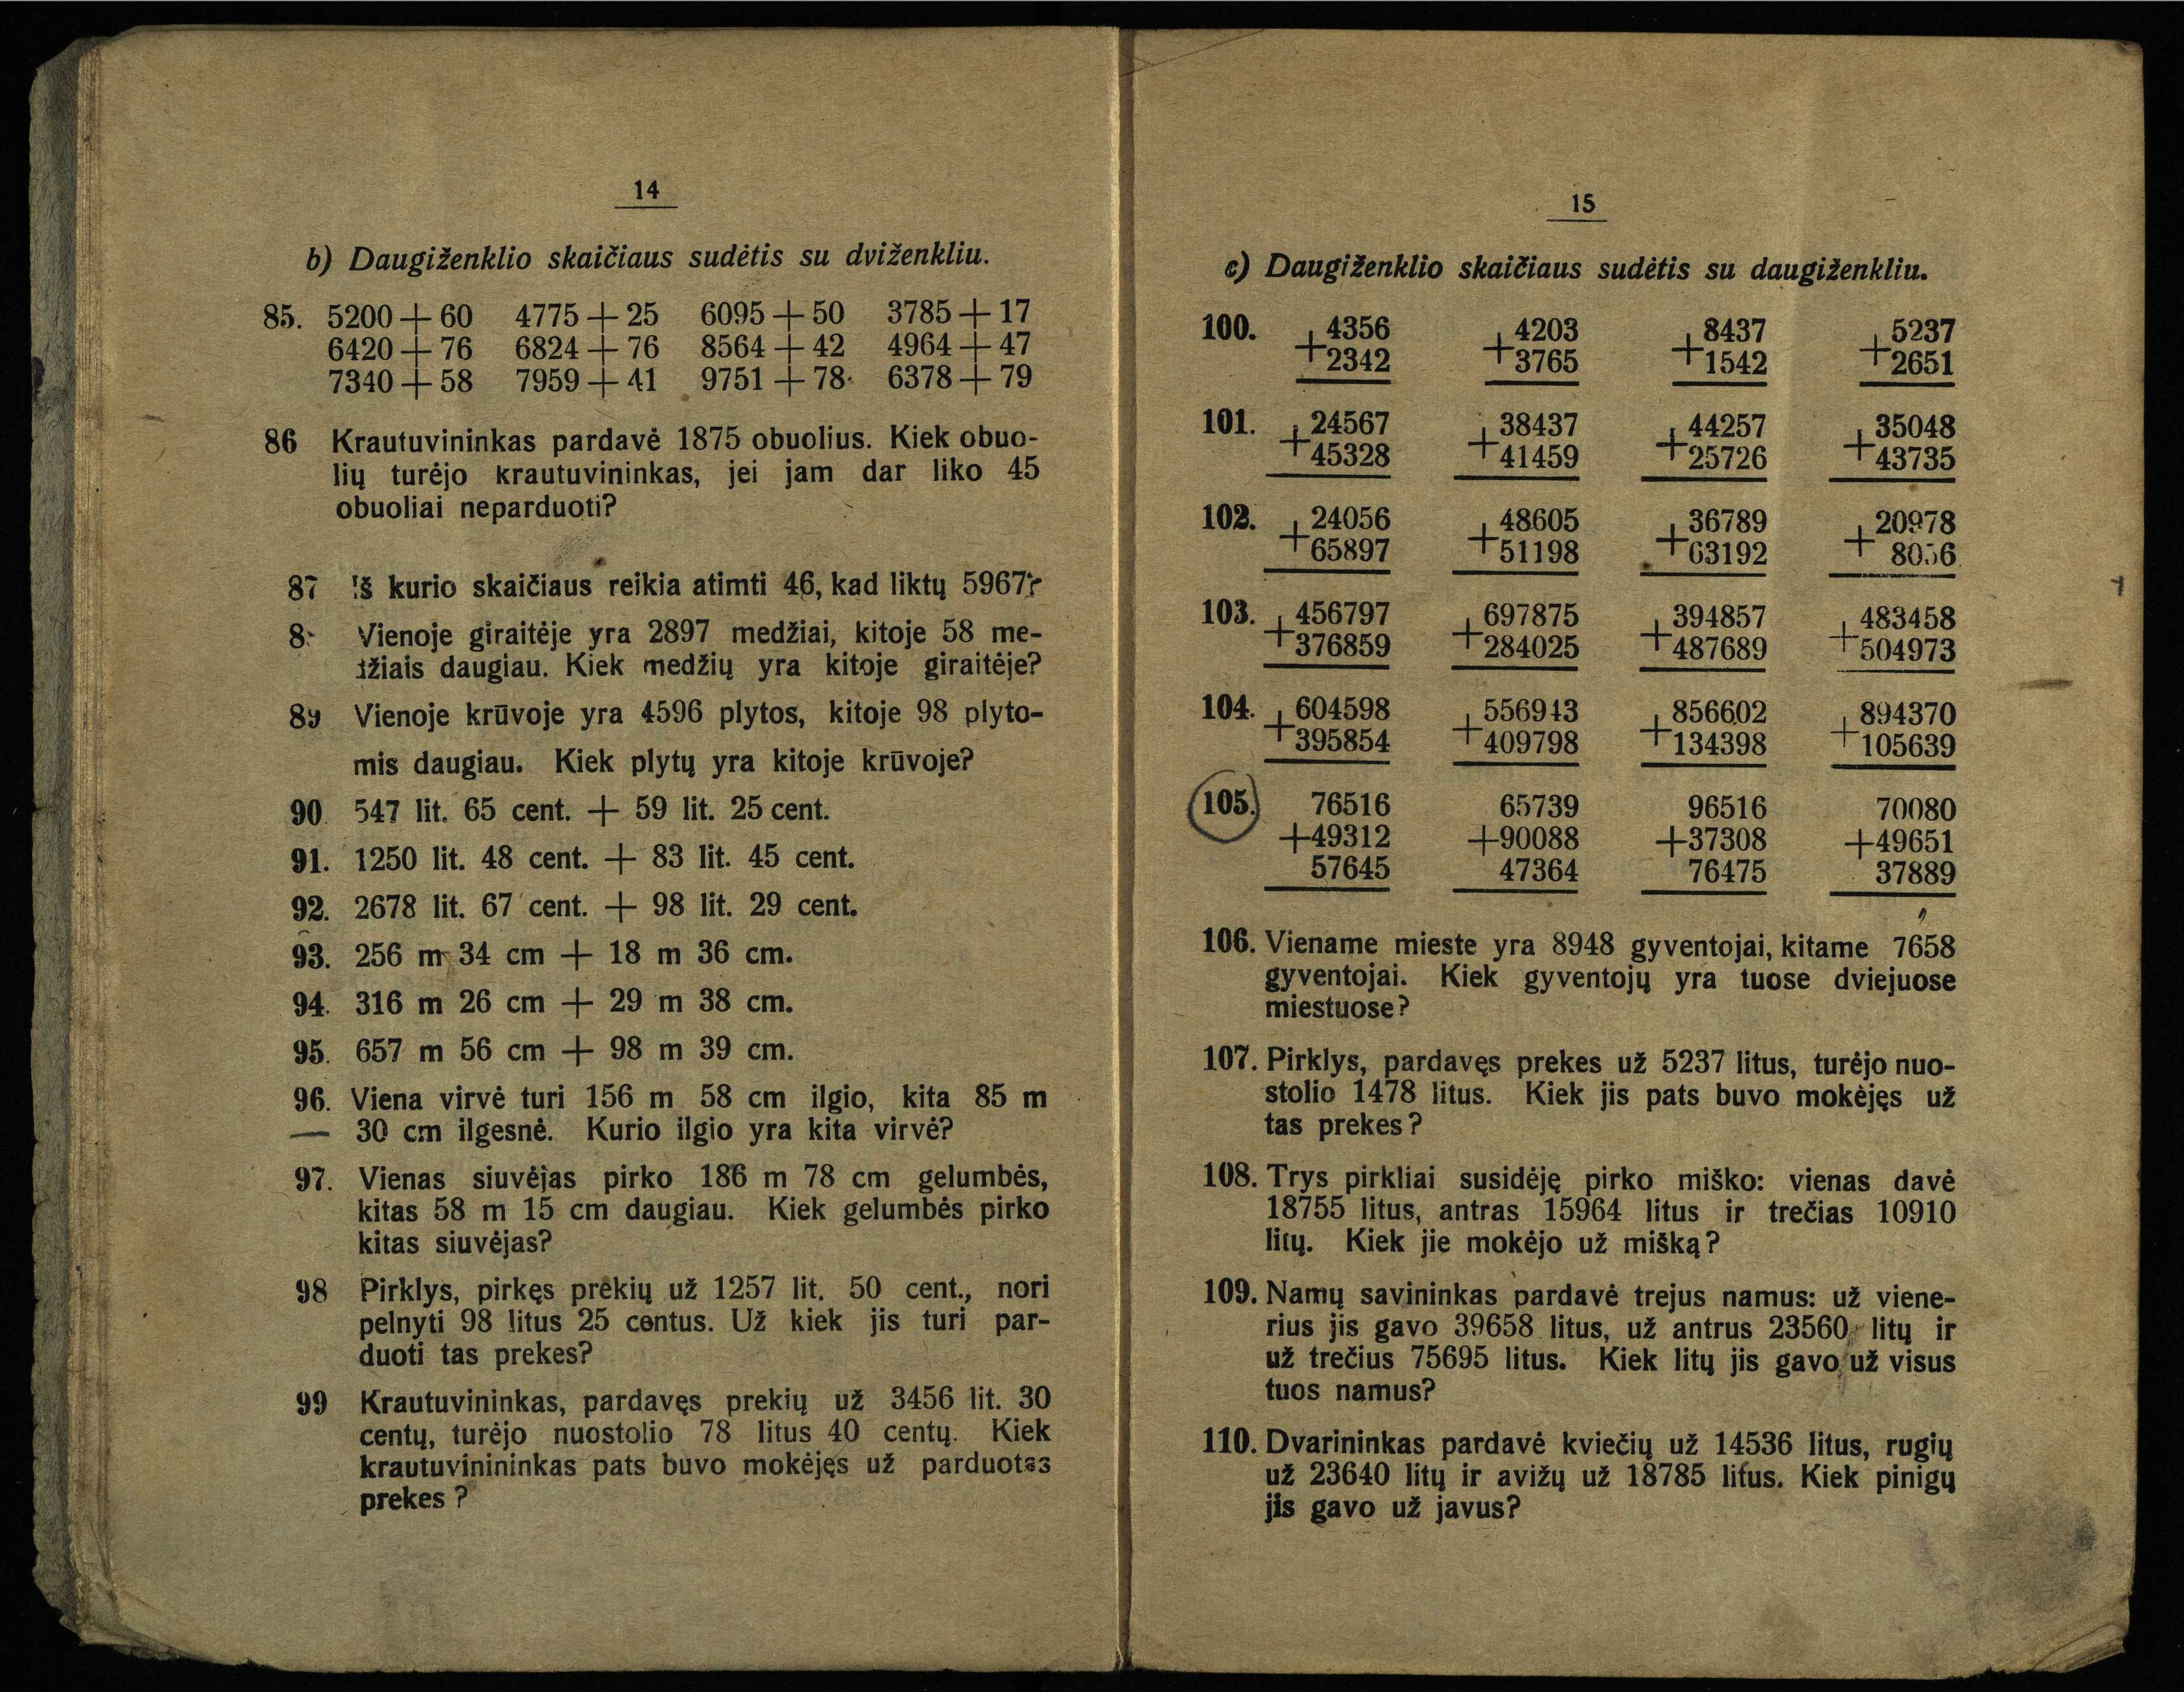 14
b) Daugiženklio skaičiaus sudėtis su dviženkliu.
85. 5200 + 60 4775 + 25 6095 + 50 3785 + 17
6420 + 76 6824 + 76 8564 + 42 4964 + 47
7340 + 58 7959 + 41 9751 + 78 6378 + 79
86 Krautuvininkas pardavė 1875 obuolius. Kiek obuo-
lių turėjo krautuvininkas, jei jam dar liko 45
obuoliai neparduoti?
87 Iš kurio skaičiaus reikia atimti 46, kad liktų 5967?
8 Vienoje giraitėje yra 2897 medžiai, kitoje 58 me-
džiais daugiau. Kiek medžių yra kitoje giraitėje?
89 Vienoje krūvoje yra 4596 plytos, kitoje 98 plyto-
mis daugiau. Kiek plytų yra kitoje krūvoje?
90 547 lit. 65 cent. + 59 lit. 25 cent.
91. 1250 lit. 48 cent. + 83 lit. 45 cent.
92. 2678 lit. 67 cent. + 98 lit. 29 cent.
93. 256 m 34 cm + 18 m 36 cm.
94. 316 m 26 cm + 29 m 38 cm.
95. 657 m 56 cm + 98 m 39 cm.
96. Viena virvė turi 156 m 58 cm ilgio, kita 85 m
30 cm ilgesnė. Kurio ilgio yra kita virvė?
97. Vienas siuvėjas pirko 186 m 78 cm gelumbės,
kitas 58 m 15 cm daugiau. Kiek gelumbės pirko
kitas siuvėjas?
98 Pirklys, pirkęs prekių už 1257 lit. 50 cent., nori
pelnyti 98 litus 25 centus. Už kiek jis turi par-
duoti tas prekes?
99 Krautuvininkas, pardavęs prekių už 3456 lit. 30
centų, turėjo nuostolio 78 litus 40 centų. Kiek
krautuvinininkas pats buvo mokėjęs už parduotas
prekes ?
15
c) Daugiženklio skaičiaus sudėtis su daugiženkliu.
100. 4356 4203 8437 5237
+2342 +3765 +1542 +2651
101. 24567 38437 44257 35048
+45328 +41459 +25726 +43735
102. 24056 48605 36789 20978
+65897 +51198 +63192 + 8056
103. 456797 697875 394857 483458
+376859 +284025 +487689 +504973
104. 604598 556943 856602 894370
+395854 +409798 +134398 +105639
105. 76516 65739 96516 70080
+49312 +90088 +37308 +49651
57645 47364 76475 37889
106. Viename mieste yra 8948 gyventojai, kitame 7658
gyventojai. Kiek gyventojų yra tuose dviejuose
miestuose?
107. Pirklys, pardavęs prekes už 5237 litus, turėjo nuo-
stolio 1478 litus. Kiek jis pats buvo mokėjęs už
tas prekes?
108. Trys pirkliai susidėję pirko miško: vienas davė
18755 litus, antras 15964 litus ir trečias 10910
litų. Kiek jie mokėjo už mišką?
109. Namų savininkas pardavė trejus namus: už viene-
rius jis gavo 39658 litus, už antrus 23560 litų ir
už trečius 75695 litus. Kiek litų jis gavo už visus
tuos namus?
110. Dvarininkas pardavė kviečių už 14536 litus, rugių
už 23640 litų ir avižų už 18785 litus. Kiek pinigų
jis gavo už javus?